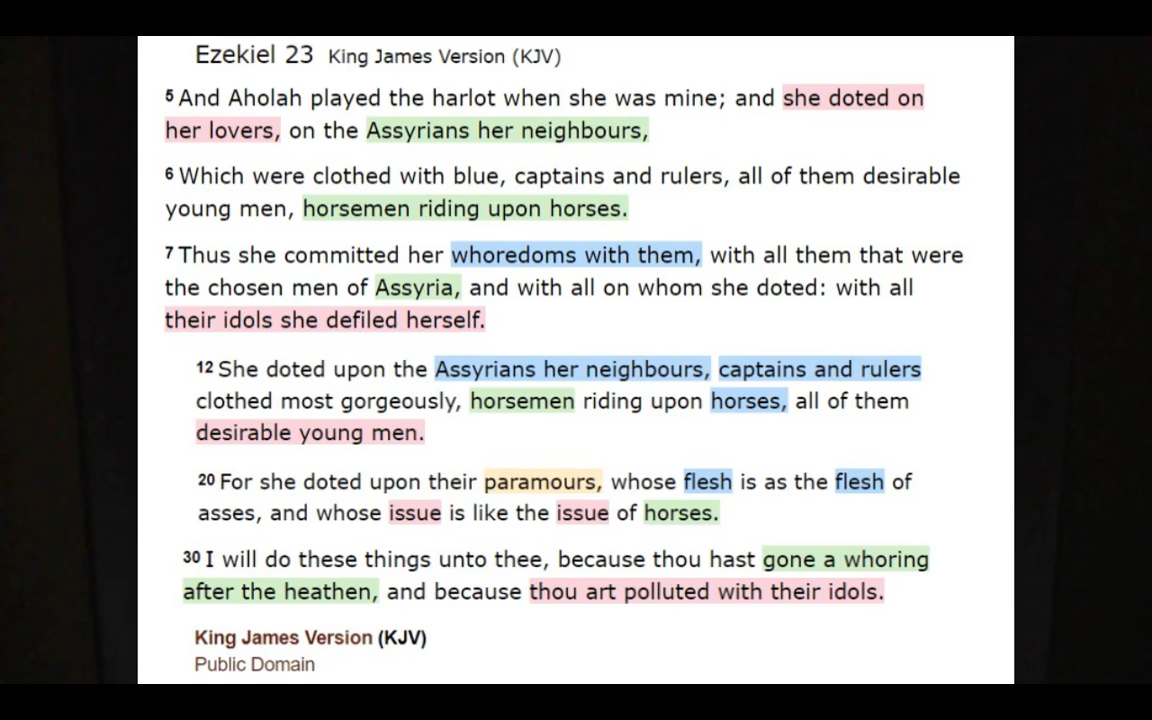 Ezekiel 23 King James Version (KJV)
5 And Aholah played the harlot when she was mine; and she doted on
her lovers, on the Assyrians her neighbours,
6 Which were clothed with blue, captains and rulers, all of them desirable
young men, horsemen riding upon horses.
7 Thus she committed her whoredoms with them, with all them that were
the chosen men of Assyria, and with all on whom she doted: with all
their idols she defiled herself.
12 She doted upon the Assyrians her neighbours, captains and rulers
clothed most gorgeously, horsemen riding upon horses, all of them
desirable young men.
20 For she doted upon their paramours, whose flesh is as the flesh of
asses, and whose issue is like the issue of horses.
30 I will do these things unto thee, because thou hast gone a whoring
after the heathen, and because thou art polluted with their idols.
King James Version (KJV)
Public Domain